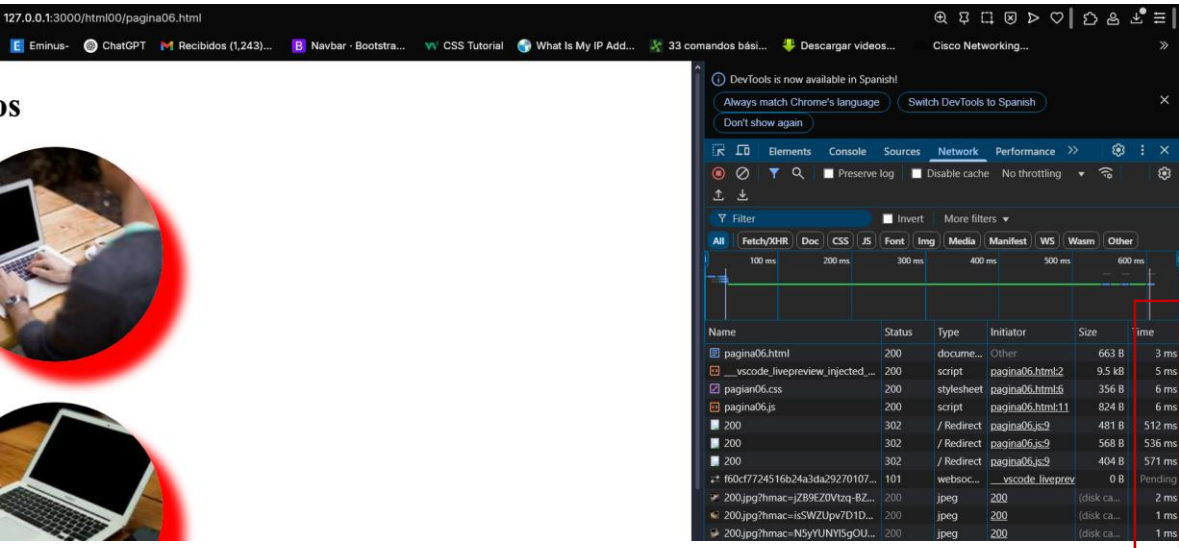 127.0.0.1:3000/html00/pagina06.html
E Eminus- ChatGPT Recibidos (1,243)... B Navbar · Bootstra... CSS Tutorial What Is My IP Add... 33 comandos bási... Descargar videos... Cisco Networking... »
os
DevTools is now available in Spanish!
Always match Chrome's language Switch DevTools to Spanish
Don't show again
Elements Console Sources Network Performance »
Preserve log Disable cache No throttling
Filter Invert More filters
All Fetch/XHR Doc CSS JS Font Img Media Manifest WS Wasm Other
100 ms 200 ms 300 ms 400 ms 500 ms 600 ms
Name Status Type Initiator Size Time
pagina06.html 200 docume... Other 663 B 3 ms
__vscode_livepreview_injected_... 200 script pagina06.html:2 9.5 kB 5 ms
pagian06.css 200 stylesheet pagina06.html:6 356 B 6 ms
pagina06.js 200 script pagina06.html:11 824 B 6 ms
200 302 / Redirect pagina06.js:9 481 B 512 ms
200 302 / Redirect pagina06.js:9 568 B 536 ms
200 302 / Redirect pagina06.js:9 404 B 571 ms
f60cf7724516b24a3da29270107... 101 websoc... __vscode_liveprev 0 B Pending
200.jpg?hmac=jZB9EZ0Vtzq-BZ... 200 jpeg 200 (disk ca... 2 ms
200.jpg?hmac=isSWZUpv7D1D... 200 jpeg 200 (disk ca... 1 ms
200.jpg?hmac=N5yYUNYl5gOU... 200 jpeg 200 (disk ca... 1 ms